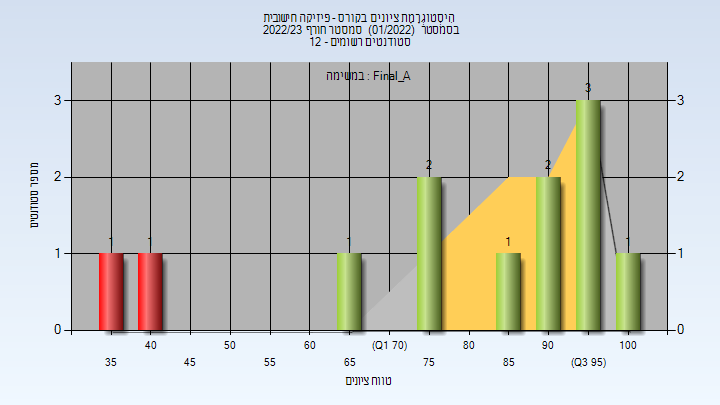 הִיסְטוֹגְרָמַת ציונים בקורס - פיזיקה חישובית
בסמסטר (01/2022) סמסטר חורף 2022/23
סטודנטים רשומים - 12
במשימה : Final_A
מספר סטודנטים
3 3
2 2
1 1
0 0
1 1 1 2 1 2 3 1
40 50 60 (Q1 70) 80 90 100
35 45 55 65 75 85 (Q3 95)
טווח ציונים